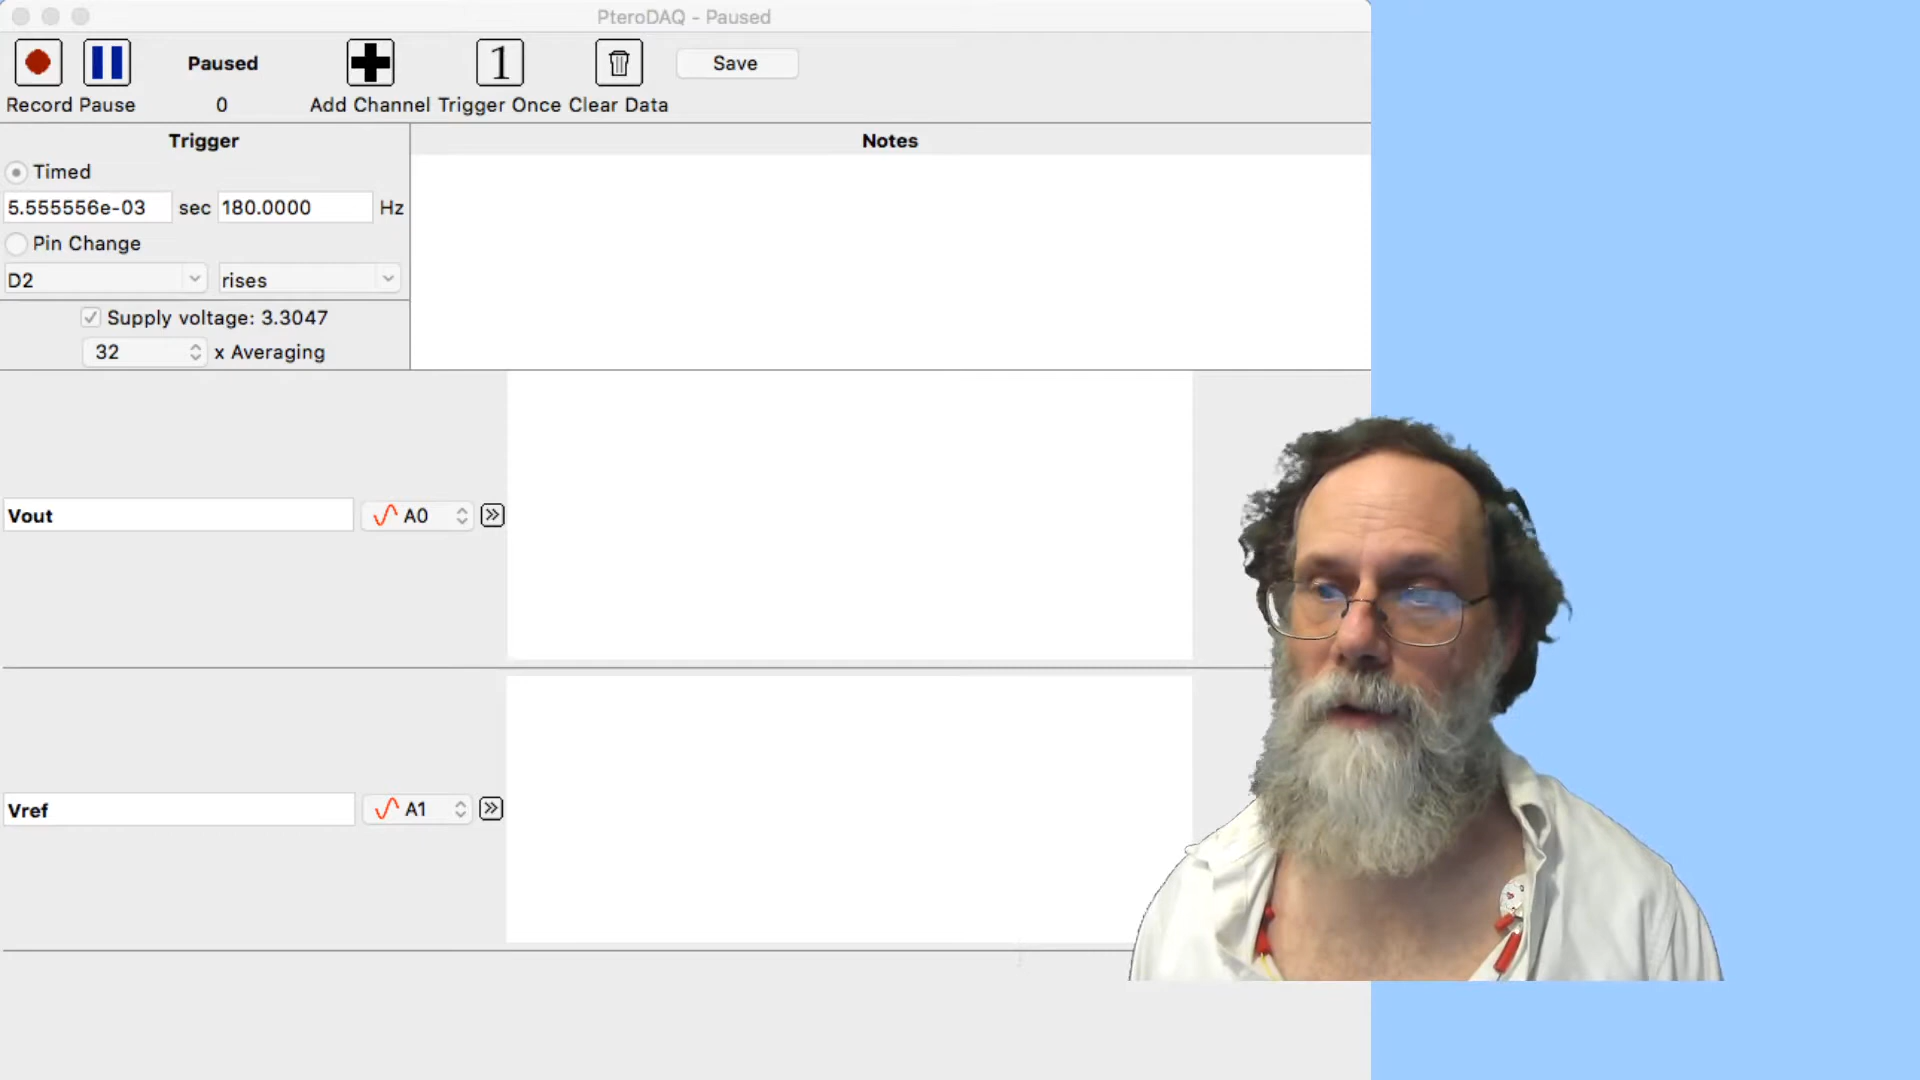 PteroDAQ - Paused
Paused
1
Save
Record Pause
0
Add Channel Trigger Once Clear Data
Trigger
Notes
Timed
5.555556e-03 sec 180.0000 Hz
Pin Change
D2 rises
Supply voltage: 3.3047
32 x Averaging
Vout A0
Vref A1